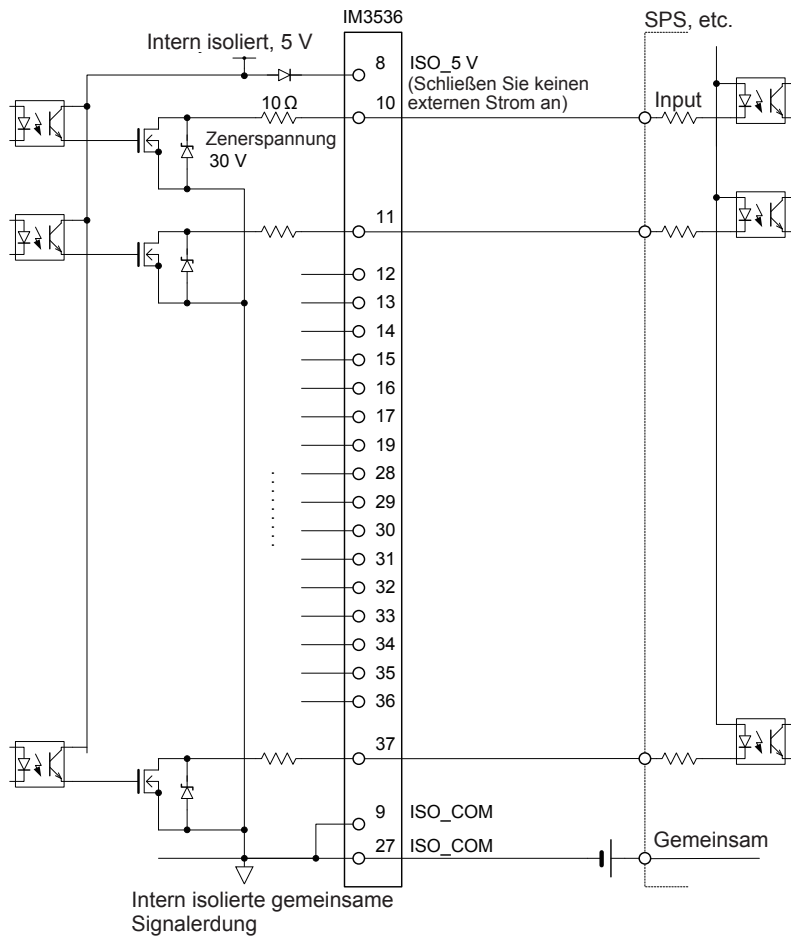 IM3536
SPS, etc.
Intern isoliert, 5 V
8 ISO_5 V
(Schließen Sie keinen
externen Strom an)
10 Ω
10
Input
Zenerspannung
30 V
11
12
13
14
15
16
17
19
28
29
30
31
32
33
34
35
36
37
9 ISO_COM
27 ISO_COM
Gemeinsam
Intern isolierte gemeinsame
Signalerdung